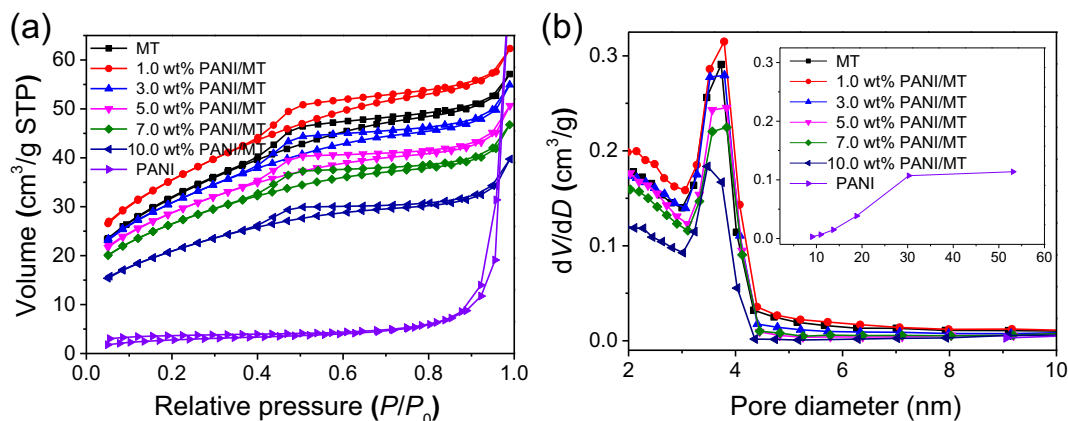 (a)
Volume (cm³/g STP)
60
50
40
30
20
10
0
MT
1.0 wt% PANI/MT
3.0 wt% PANI/MT
5.0 wt% PANI/MT
7.0 wt% PANI/MT
10.0 wt% PANI/MT
PANI
0.0 0.2 0.4 0.6 0.8 1.0
Relative pressure (P/P₀)
(b)
dV/dD (cm³/g)
0.3
0.2
0.1
0.0
MT
1.0 wt% PANI/MT
3.0 wt% PANI/MT
5.0 wt% PANI/MT
7.0 wt% PANI/MT
10.0 wt% PANI/MT
PANI
0.3
0.2
0.1
0.0
0 10 20 30 40 50 60
2 4 6 8 10
Pore diameter (nm)